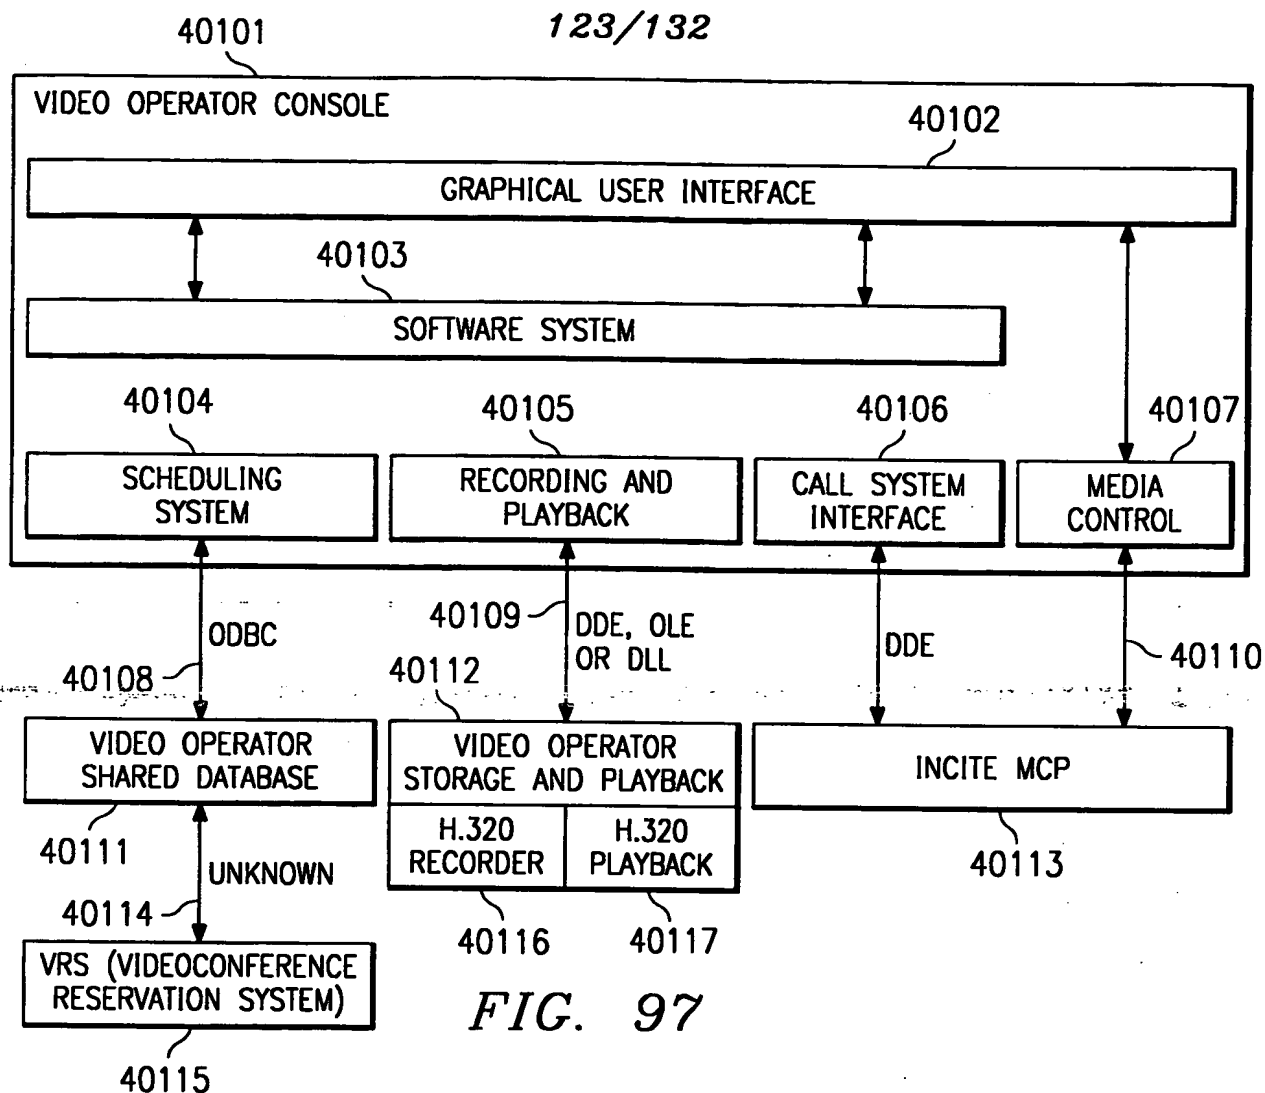 123/132
40101
VIDEO OPERATOR CONSOLE
40102
GRAPHICAL USER INTERFACE
40103
SOFTWARE SYSTEM
40104
40105
40106
40107
SCHEDULING
SYSTEM
RECORDING AND
PLAYBACK
CALL SYSTEM
INTERFACE
MEDIA
CONTROL
ODBC
40108
40109
DDE, OLE
OR DLL
DDE
40110
40112
VIDEO OPERATOR
SHARED DATABASE
VIDEO OPERATOR
STORAGE AND PLAYBACK
H.320
RECORDER
H.320
PLAYBACK
INCITE MCP
40111
40113
UNKNOWN
40114
40116
40117
VRS (VIDEOCONFERENCE
RESERVATION SYSTEM)
40115
FIG. 97